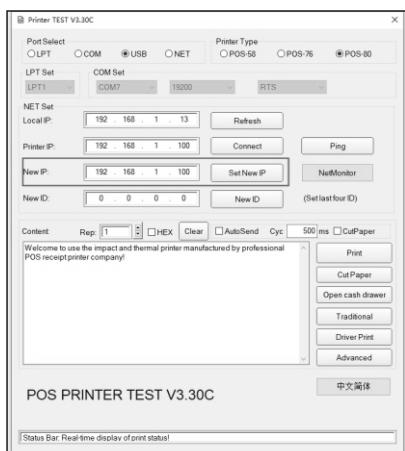 Printer TEST V3.30C
Port Select
LPT COM USB NET
Printer Type
POS-58 POS-76 POS-80
LPT Set
LPT1
COM Set
COM7 19200 RTS
NET Set
Local IP: 192 . 168 . 1 . 13 Refresh
Printer IP: 192 . 168 . 1 . 100 Connect Ping
New IP: 192 . 168 . 1 . 100 Set New IP NetMonitor
New ID: 0 . 0 . 0 . 0 New ID (Set last four ID)
Content: Rep: 1 HEX Clear AutoSend Cyc 500 ms CutPaper
Welcome to use the impact and thermal printer manufactured by professional
POS receipt printer company!
Print
Cut Paper
Open cash drawer
Traditional
Driver Print
Advanced
POS PRINTER TEST V3.30C
中文简体
Status Bar: Real-time display of print status!